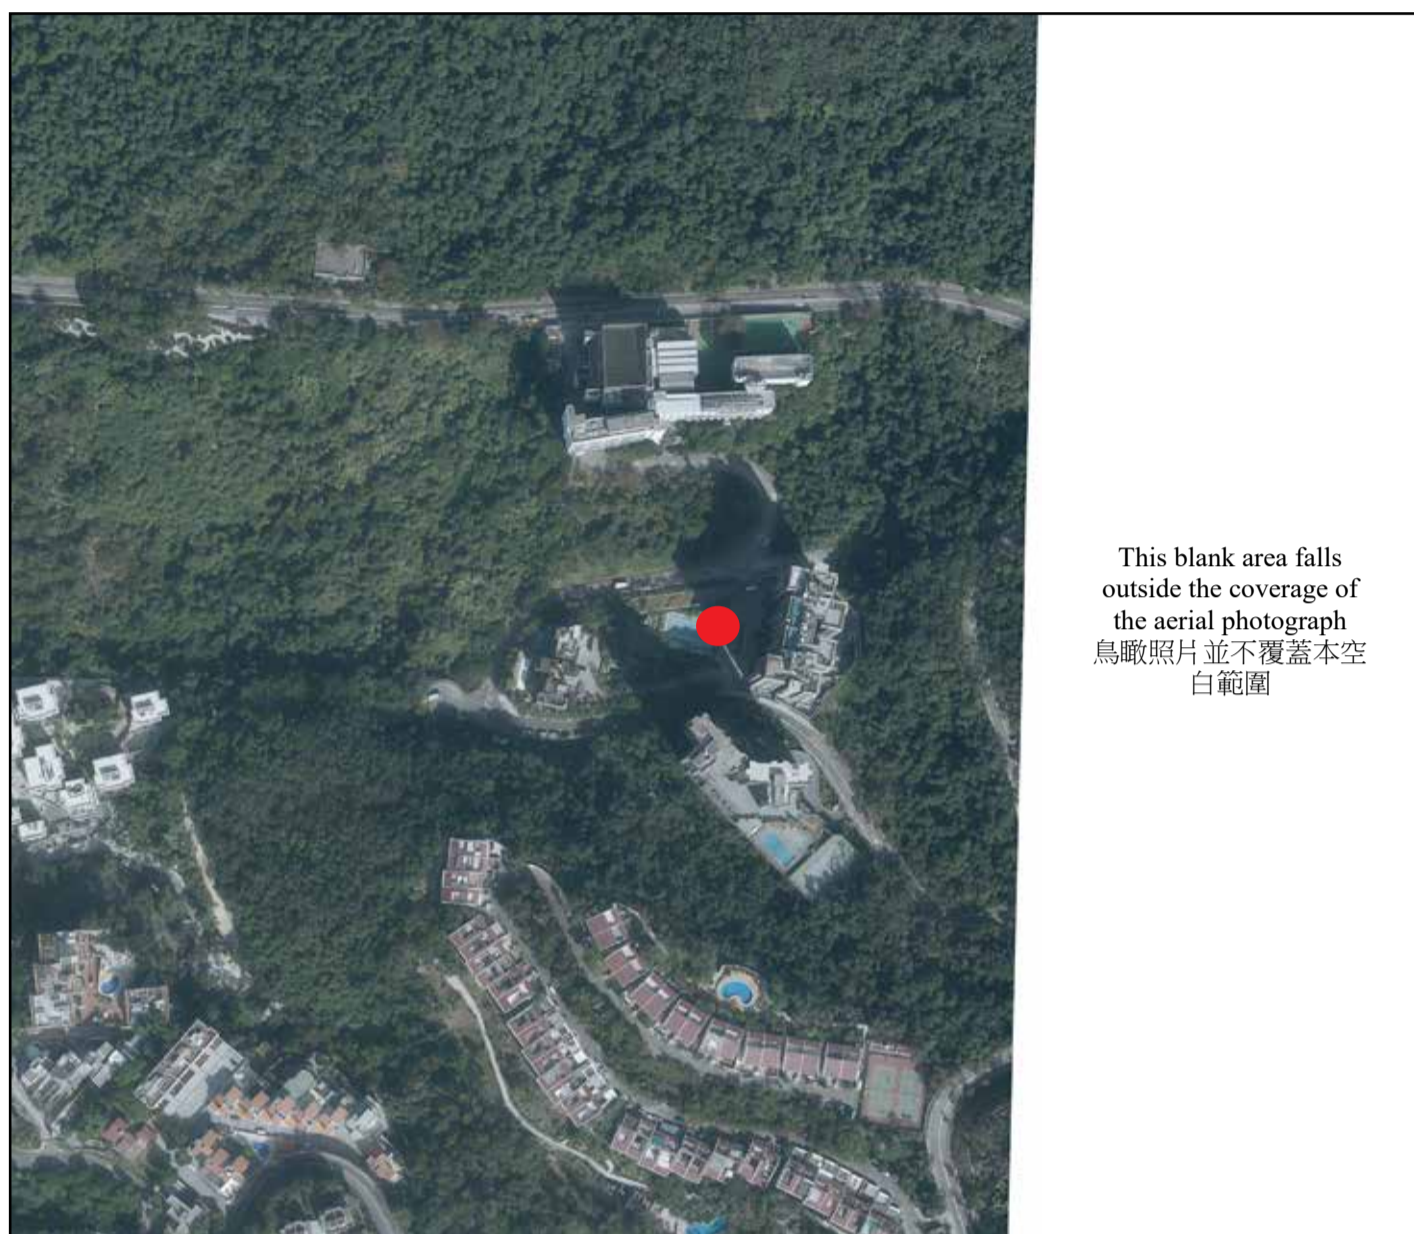 This blank area falls
outside the coverage of
the aerial photograph
鳥瞰照片並不覆蓋本空
白範圍